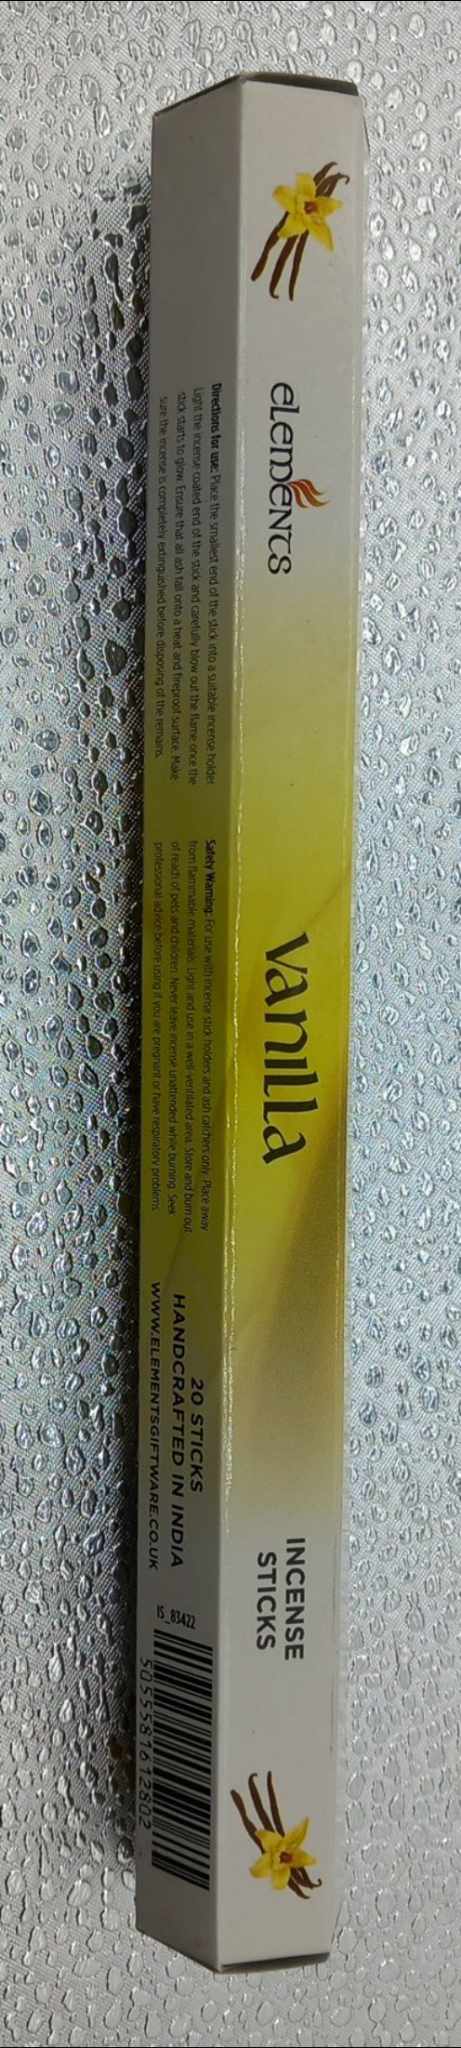 eLemeNTS
Vanilla
INCENSE
STICKS
Directions for use: Place the smallest end of the stick into a suitable incense holder.
Light the incense coated end of the stick and carefully blow out the flame once the
stick starts to glow. Ensure that all ash fall onto a heat and fireproof surface. Make
sure the incense is completely extinguished before disposing of the remains.
Safety Warning: For use with incense stick holders and ash catchers only. Place away
from flammable materials. Light and use in a well-ventilated area. Store and burn out
of reach of pets and children. Never leave incense unattended while burning. Seek
professional advice before using if you are pregnant or have respiratory problems.
20 STICKS
HANDCRAFTED IN INDIA
WWW.ELEMENTSGIFTWARE.CO.UK
IS_83422
5055581612802